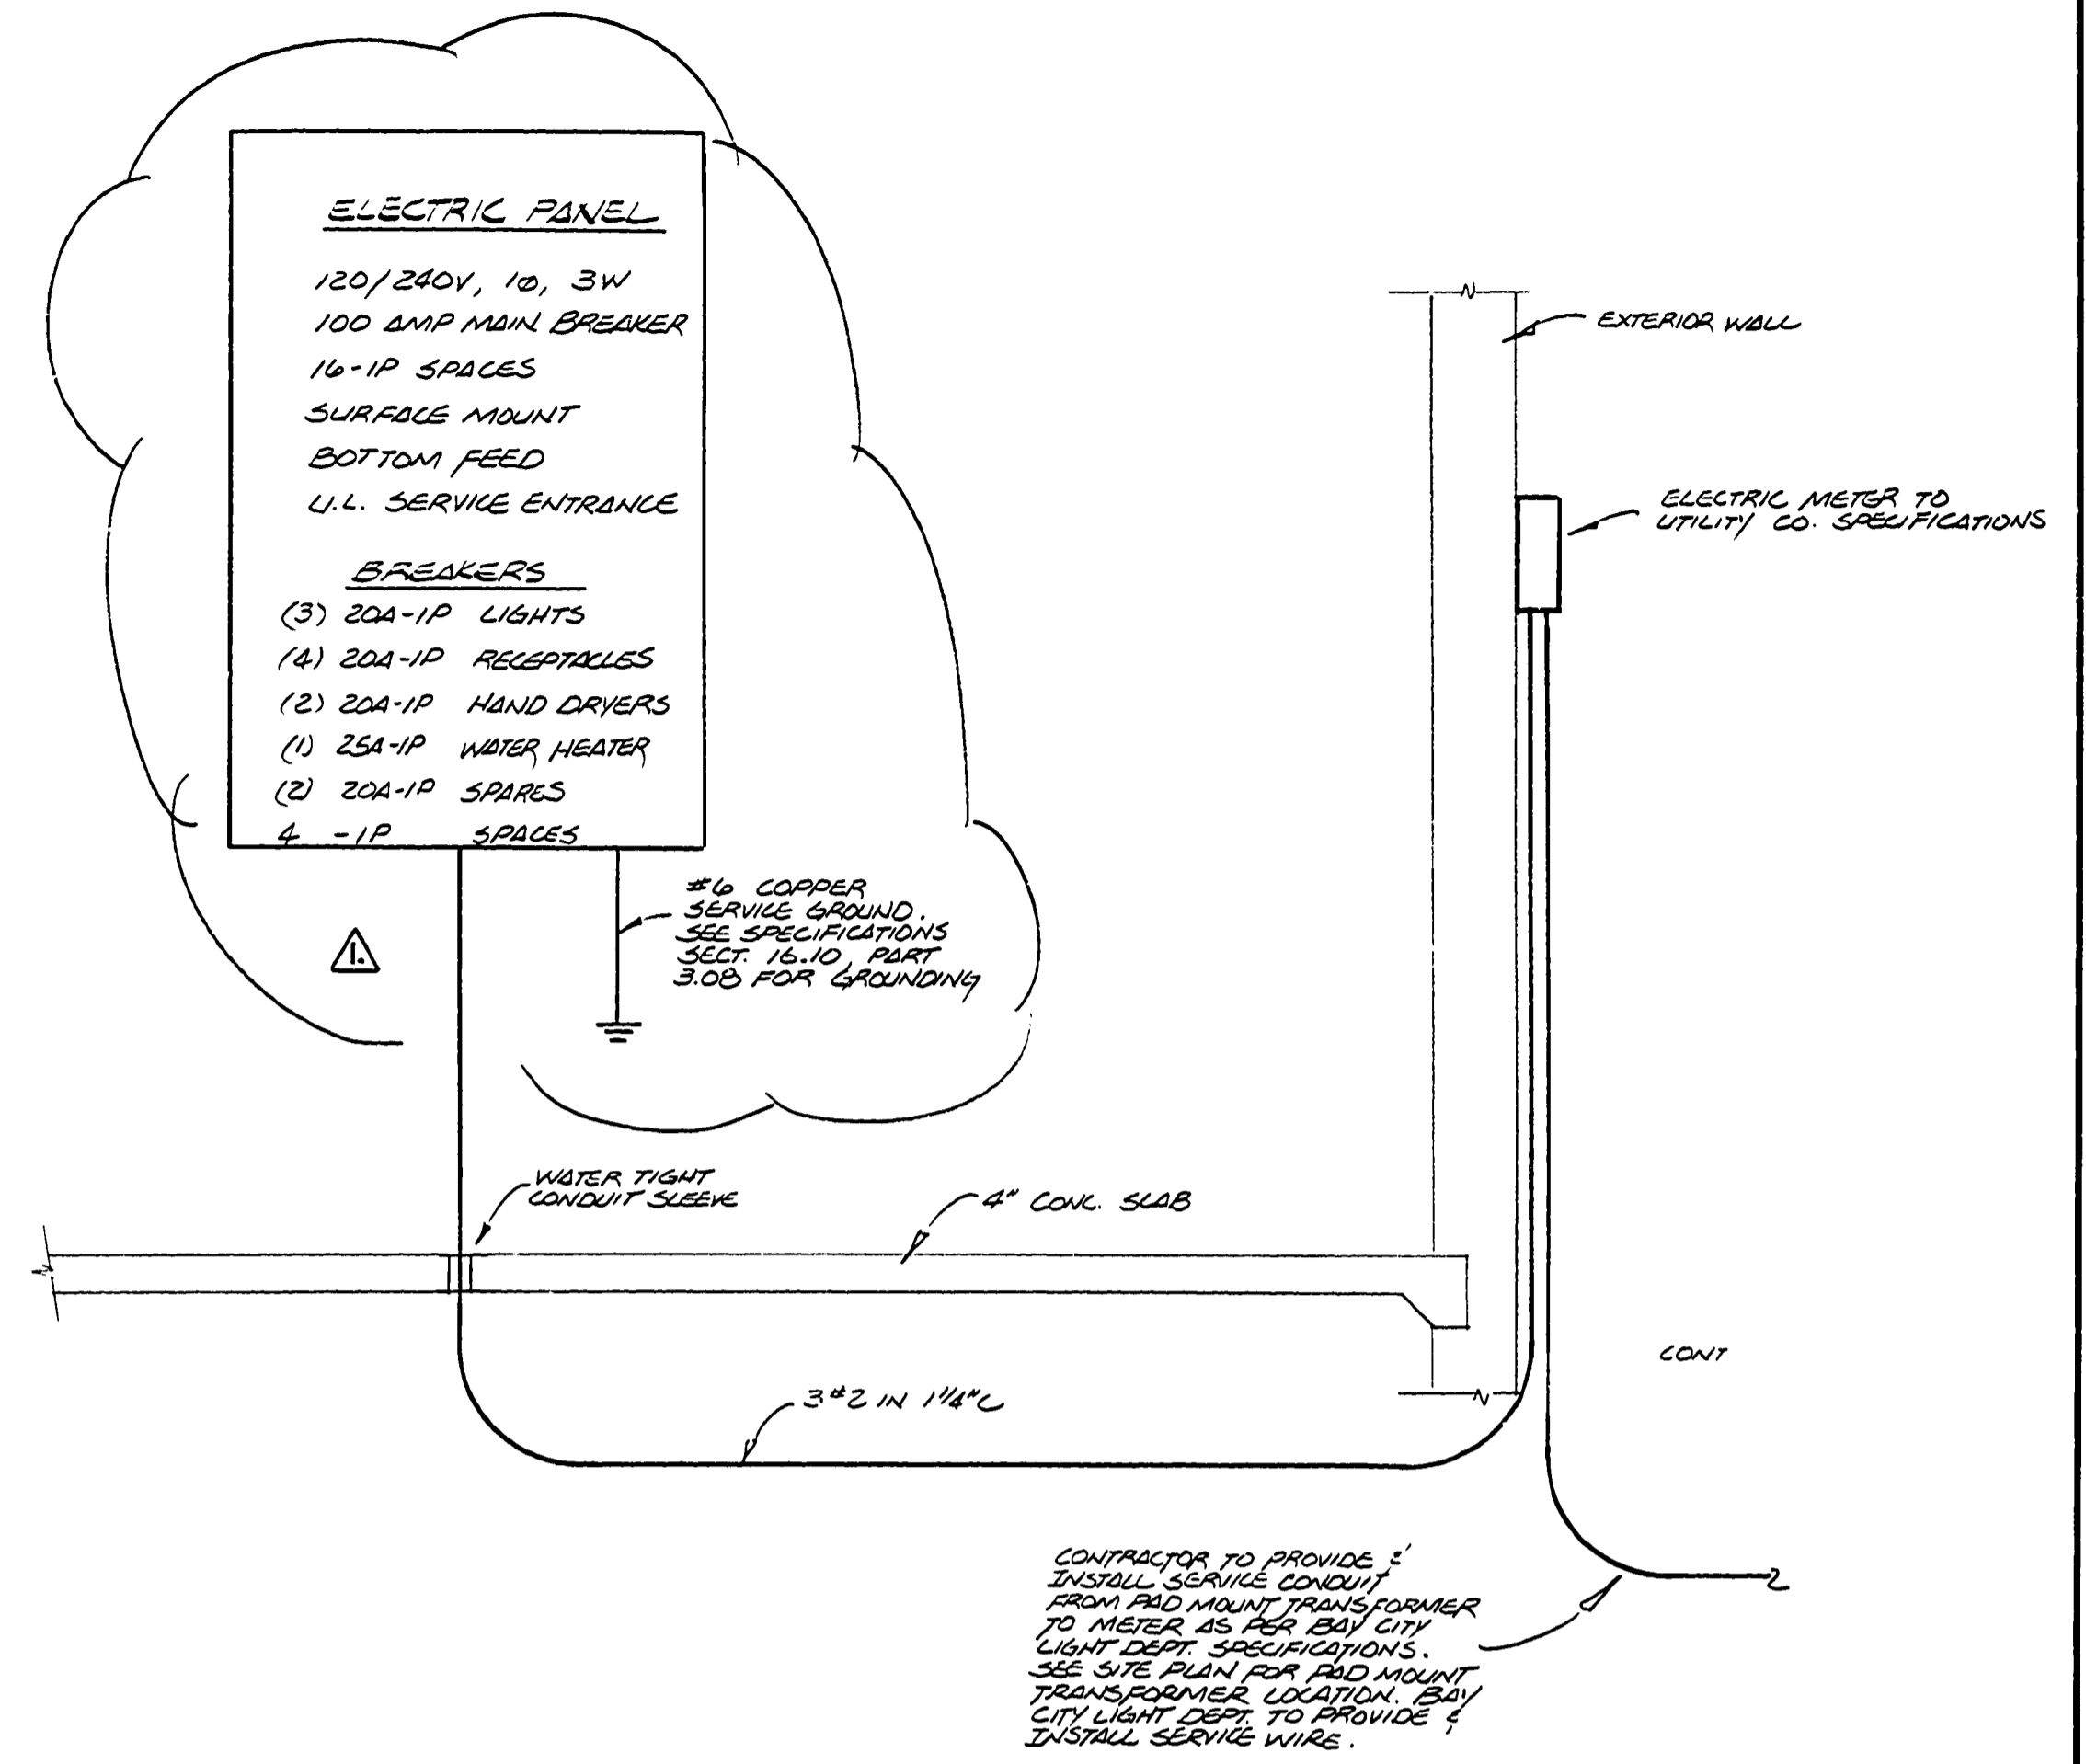 ELECTRIC PANEL
120/240V, 1Ø, 3W
100 AMP MAIN BREAKER
16-1P SPACES
SURFACE MOUNT
BOTTOM FEED
U.L. SERVICE ENTRANCE
BREAKERS
(3) 20A-1P LIGHTS
(4) 20A-1P RECEPTACLES
(2) 20A-1P HAND DRYERS
(1) 25A-1P WATER HEATER
(2) 20A-1P SPARES
4 -1P SPACES
#6 COPPER
SERVICE GROUND.
SEE SPECIFICATIONS
SECT. 16.10, PART
3.08 FOR GROUNDING
1.
EXTERIOR WALL
ELECTRIC METER TO
UTILITY CO. SPECIFICATIONS
WATER TIGHT
CONDUIT SLEEVE
4" CONC. SLAB
CONT
3#2 IN 1 1/4" C
CONTRACTOR TO PROVIDE &
INSTALL SERVICE CONDUIT
FROM PAD MOUNT TRANSFORMER
TO METER AS PER BAY CITY
LIGHT DEPT. SPECIFICATIONS.
SEE SITE PLAN FOR PAD MOUNT
TRANSFORMER LOCATION. BAY
CITY LIGHT DEPT. TO PROVIDE &
INSTALL SERVICE WIRE.